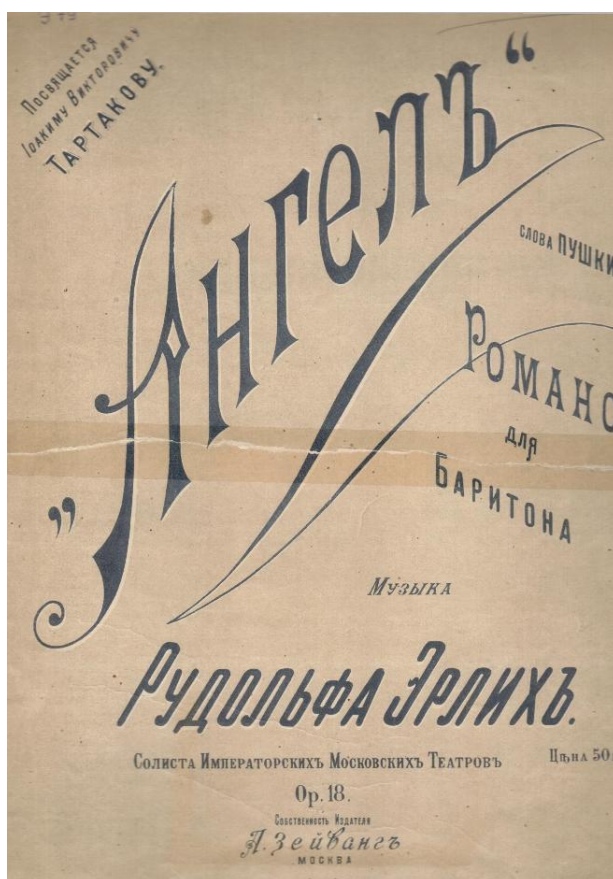 Посвящается
Іоакиму Викторовичу
Тартакову.
„Ангелъ“
слова Пушки
Романс
для
Баритона
Музыка
Рудольфа Эрлихъ.
Солиста Императорскихъ Московскихъ Театровъ
Цѣна 50
Op. 18.
Собственность Издателя
А. Зейвангъ
Москва